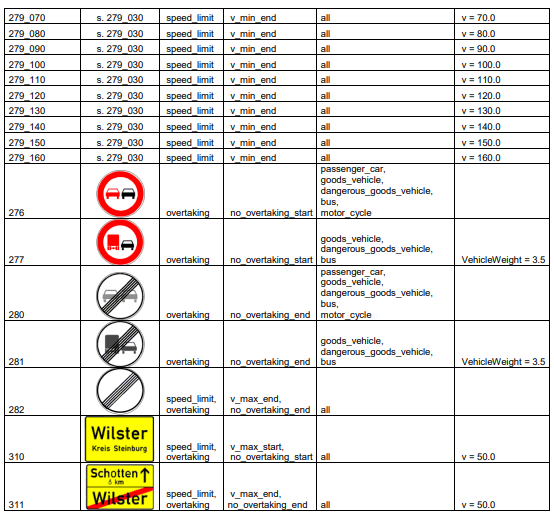 279_070 s. 279_030 speed_limit v_min_end all v = 70.0
279_080 s. 279_030 speed_limit v_min_end all v = 80.0
279_090 s. 279_030 speed_limit v_min_end all v = 90.0
279_100 s. 279_030 speed_limit v_min_end all v = 100.0
279_110 s. 279_030 speed_limit v_min_end all v = 110.0
279_120 s. 279_030 speed_limit v_min_end all v = 120.0
279_130 s. 279_030 speed_limit v_min_end all v = 130.0
279_140 s. 279_030 speed_limit v_min_end all v = 140.0
279_150 s. 279_030 speed_limit v_min_end all v = 150.0
279_160 s. 279_030 speed_limit v_min_end all v = 160.0
passenger_car,
goods_vehicle,
dangerous_goods_vehicle,
bus,
276 overtaking no_overtaking_start motor_cycle
goods_vehicle,
dangerous_goods_vehicle,
277 overtaking no_overtaking_start bus VehicleWeight = 3.5
passenger_car,
goods_vehicle,
dangerous_goods_vehicle,
bus,
280 overtaking no_overtaking_end motor_cycle
goods_vehicle,
dangerous_goods_vehicle,
281 overtaking no_overtaking_end bus VehicleWeight = 3.5
speed_limit, v_max_end,
282 overtaking no_overtaking_end all
Wilster
Kreis Steinburg
speed_limit, v_max_start,
310 overtaking no_overtaking_start all v = 50.0
Schotten ↑
6 km
Wilster
speed_limit, v_max_end,
311 overtaking no_overtaking_end all v = 50.0